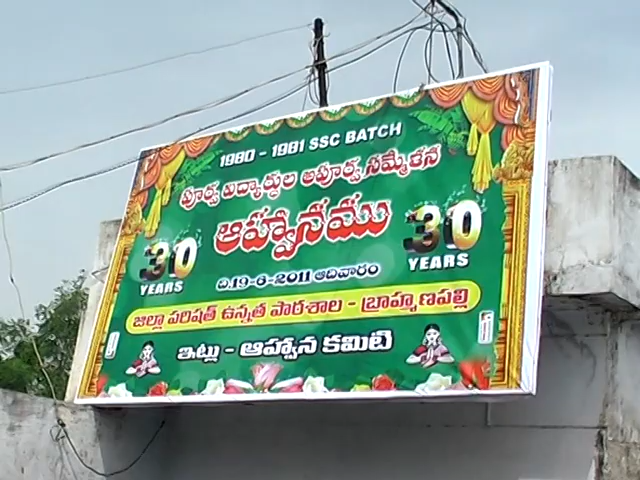 1980 - 1981 SSC BATCH
పూర్వ విద్యార్థుల అపూర్వ సమ్మేళన
ఆహ్వానము
30 YEARS
30 YEARS
ది.19-6-2011 ఆదివారం
జిల్లా పరిషత్ ఉన్నత పాఠశాల - బ్రాహ్మణపల్లి
ఇట్లు - ఆహ్వాన కమిటి